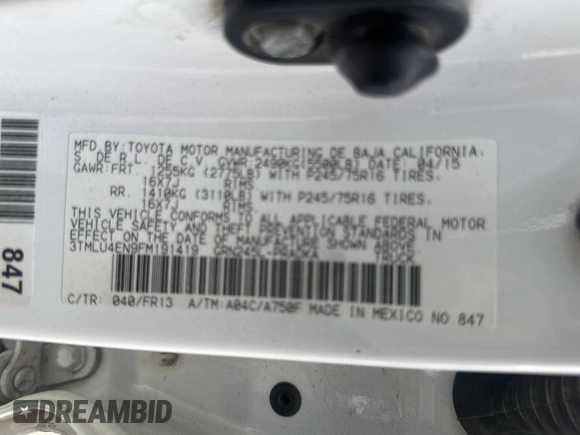 MFD.BY:TOYOTA MOTOR MANUFACTURING DE BAJA CALIFORNIA.
S. DE R.L. DE C.V. GVWR 2490KG(5500LB) DATE: 04/15
GAWR:FRT. 1255KG (2775LB) WITH P245/75R16 TIRES.
16X7J RIMS
RR. 1410KG (3110LB) WITH P245/75R16 TIRES.
16X7J RIMS
THIS VEHICLE CONFORMS TO ALL APPLICABLE FEDERAL MOTOR
VEHICLE SAFETY AND THEFT PREVENTION STANDARDS IN
EFFECT ON THE DATE OF MANUFACTURE SHOWN ABOVE.
3TMLU4EN9FM181419 TRUCK
C/TR: 040/FR13 A/TM: A04C/A750F MADE IN MEXICO NO.847
847
DREAMBID